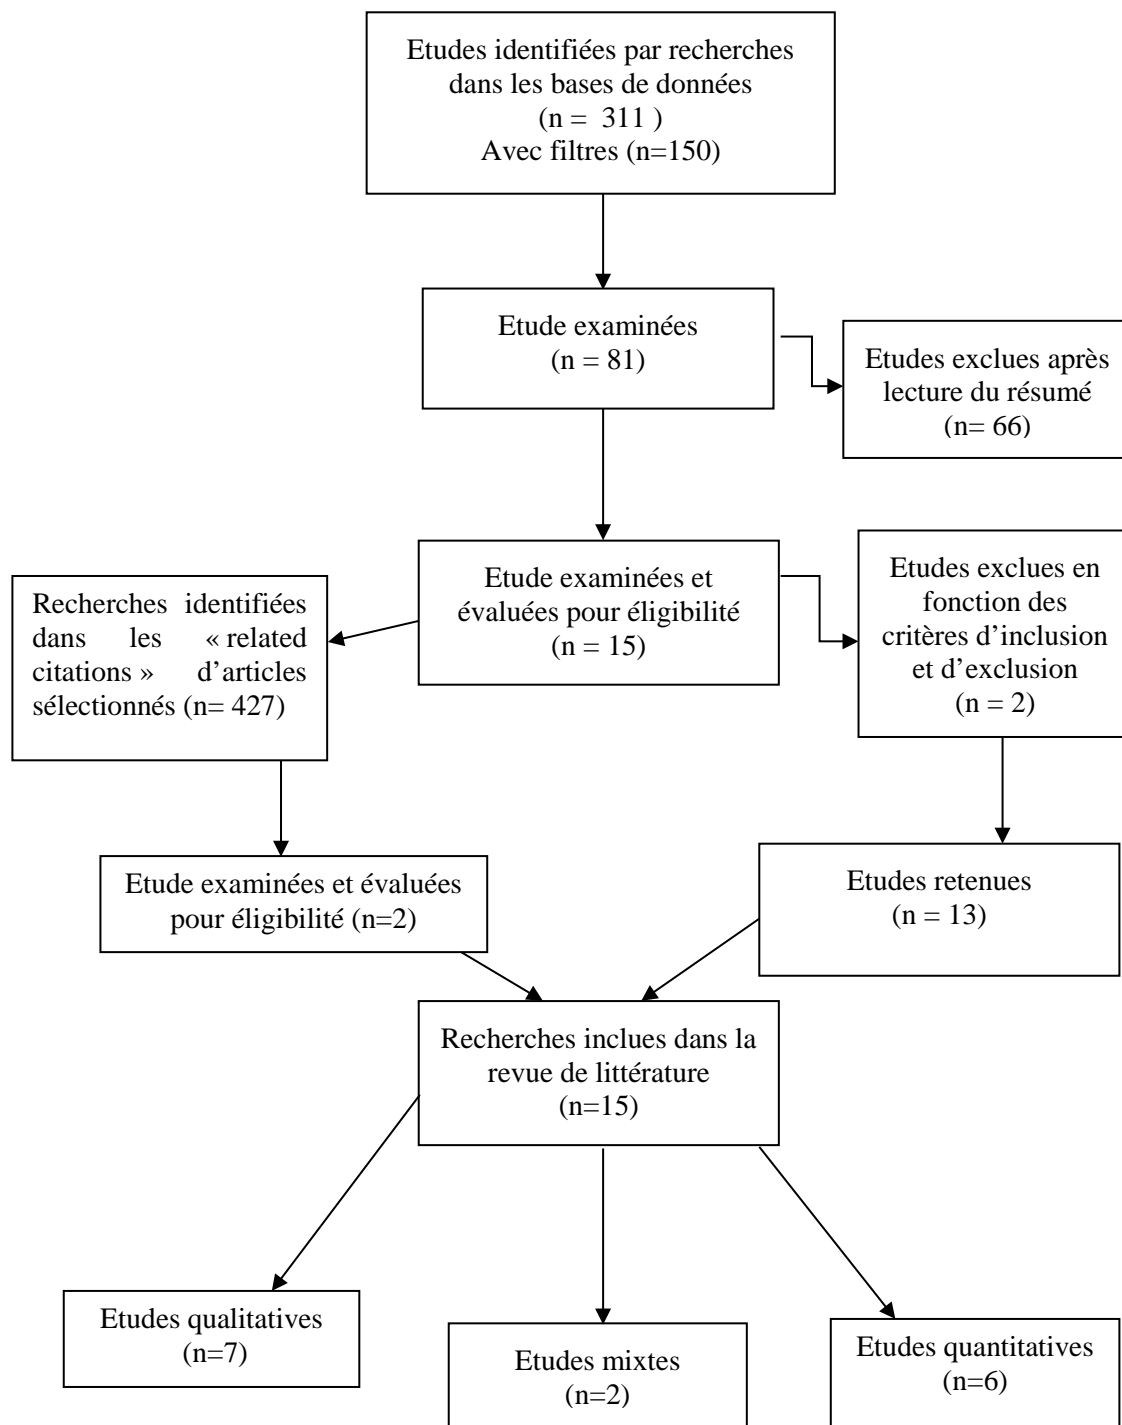 Etudes identifiées par recherches
dans les bases de données
(n =  311 )
Avec filtres (n=150)
Etude examinées
(n = 81)
Etudes exclues après
lecture du résumé
(n= 66)
Etude examinées et
évaluées pour éligibilité
(n = 15)
Etudes exclues en
fonction des
critères d’inclusion
et d’exclusion
(n = 2)
Recherches identifiées
dans les « related
citations » d’articles
sélectionnés (n= 427)
Etude examinées et évaluées
pour éligibilité (n=2)
Etudes retenues
(n = 13)
Recherches inclues dans la
revue de littérature
(n=15)
Etudes qualitatives
(n=7)
Etudes mixtes
(n=2)
Etudes quantitatives
(n=6)